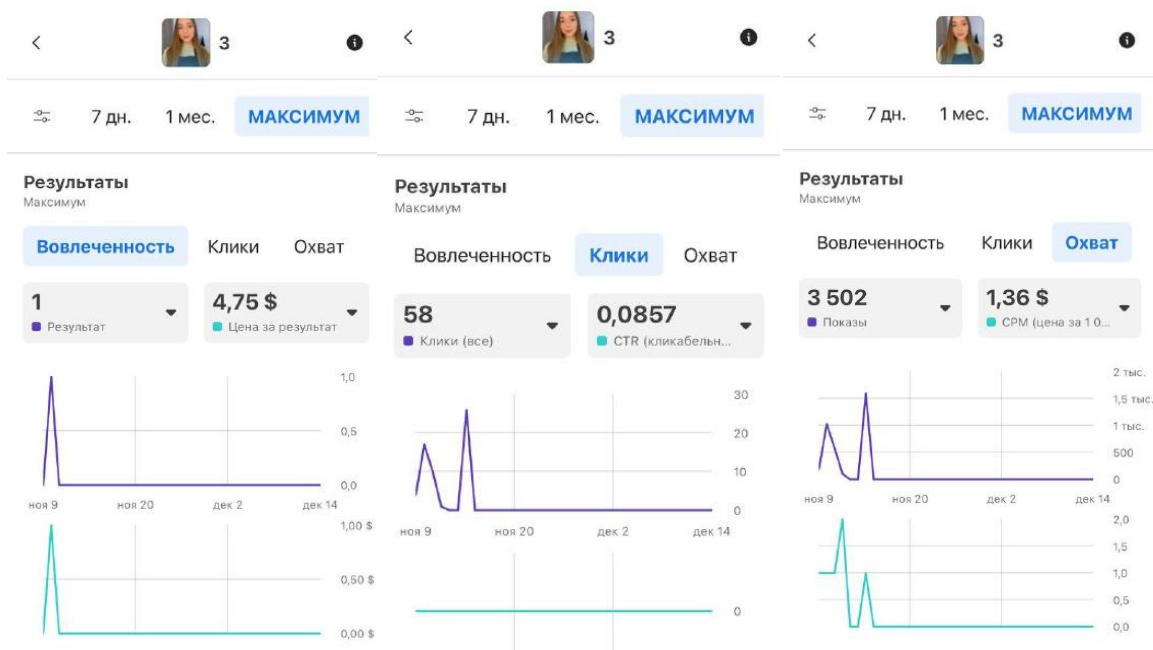 3
7 дн. 1 мес. МАКСИМУМ
Результаты
Максимум
Вовлеченность Клики Охват
1
Результат
4,75 $
Цена за результат
1,0
0,5
0,0
ноя 9 ноя 20 дек 2 дек 14
1,00 $
0,50 $
0,00 $
3
7 дн. 1 мес. МАКСИМУМ
Результаты
Максимум
Вовлеченность Клики Охват
58
Клики (все)
0,0857
CTR (кликабельн...
30
20
10
0
ноя 9 ноя 20 дек 2 дек 14
0
3
7 дн. 1 мес. МАКСИМУМ
Результаты
Максимум
Вовлеченность Клики Охват
3 502
Показы
1,36 $
CPM (цена за 1 0...
2 тыс.
1,5 тыс.
1 тыс.
500
0
ноя 9 ноя 20 дек 2 дек 14
2,0
1,5
1,0
0,5
0,0